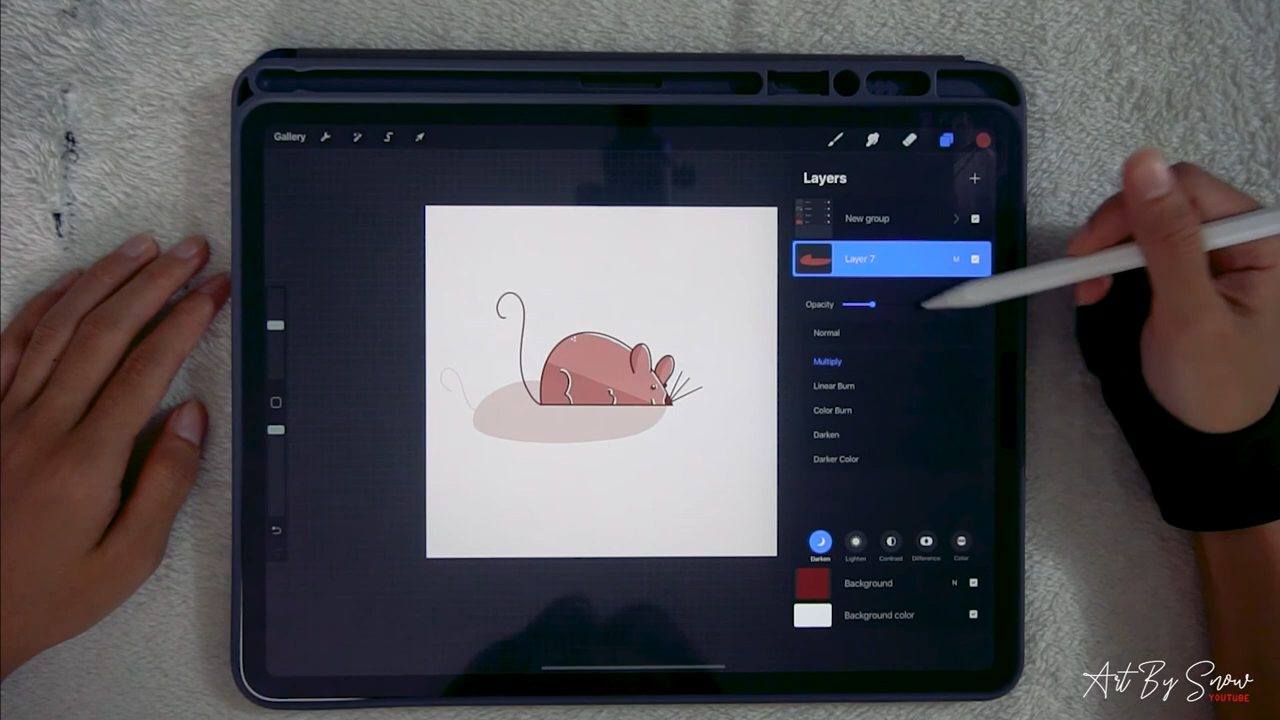 Gallery
Layers
New group
Layer 7 M
Opacity
Normal
Multiply
Linear Burn
Color Burn
Darken
Darker Color
Darken Lighten Contrast Difference Color
Background N
Background color
Art By Snow
YOUTUBE